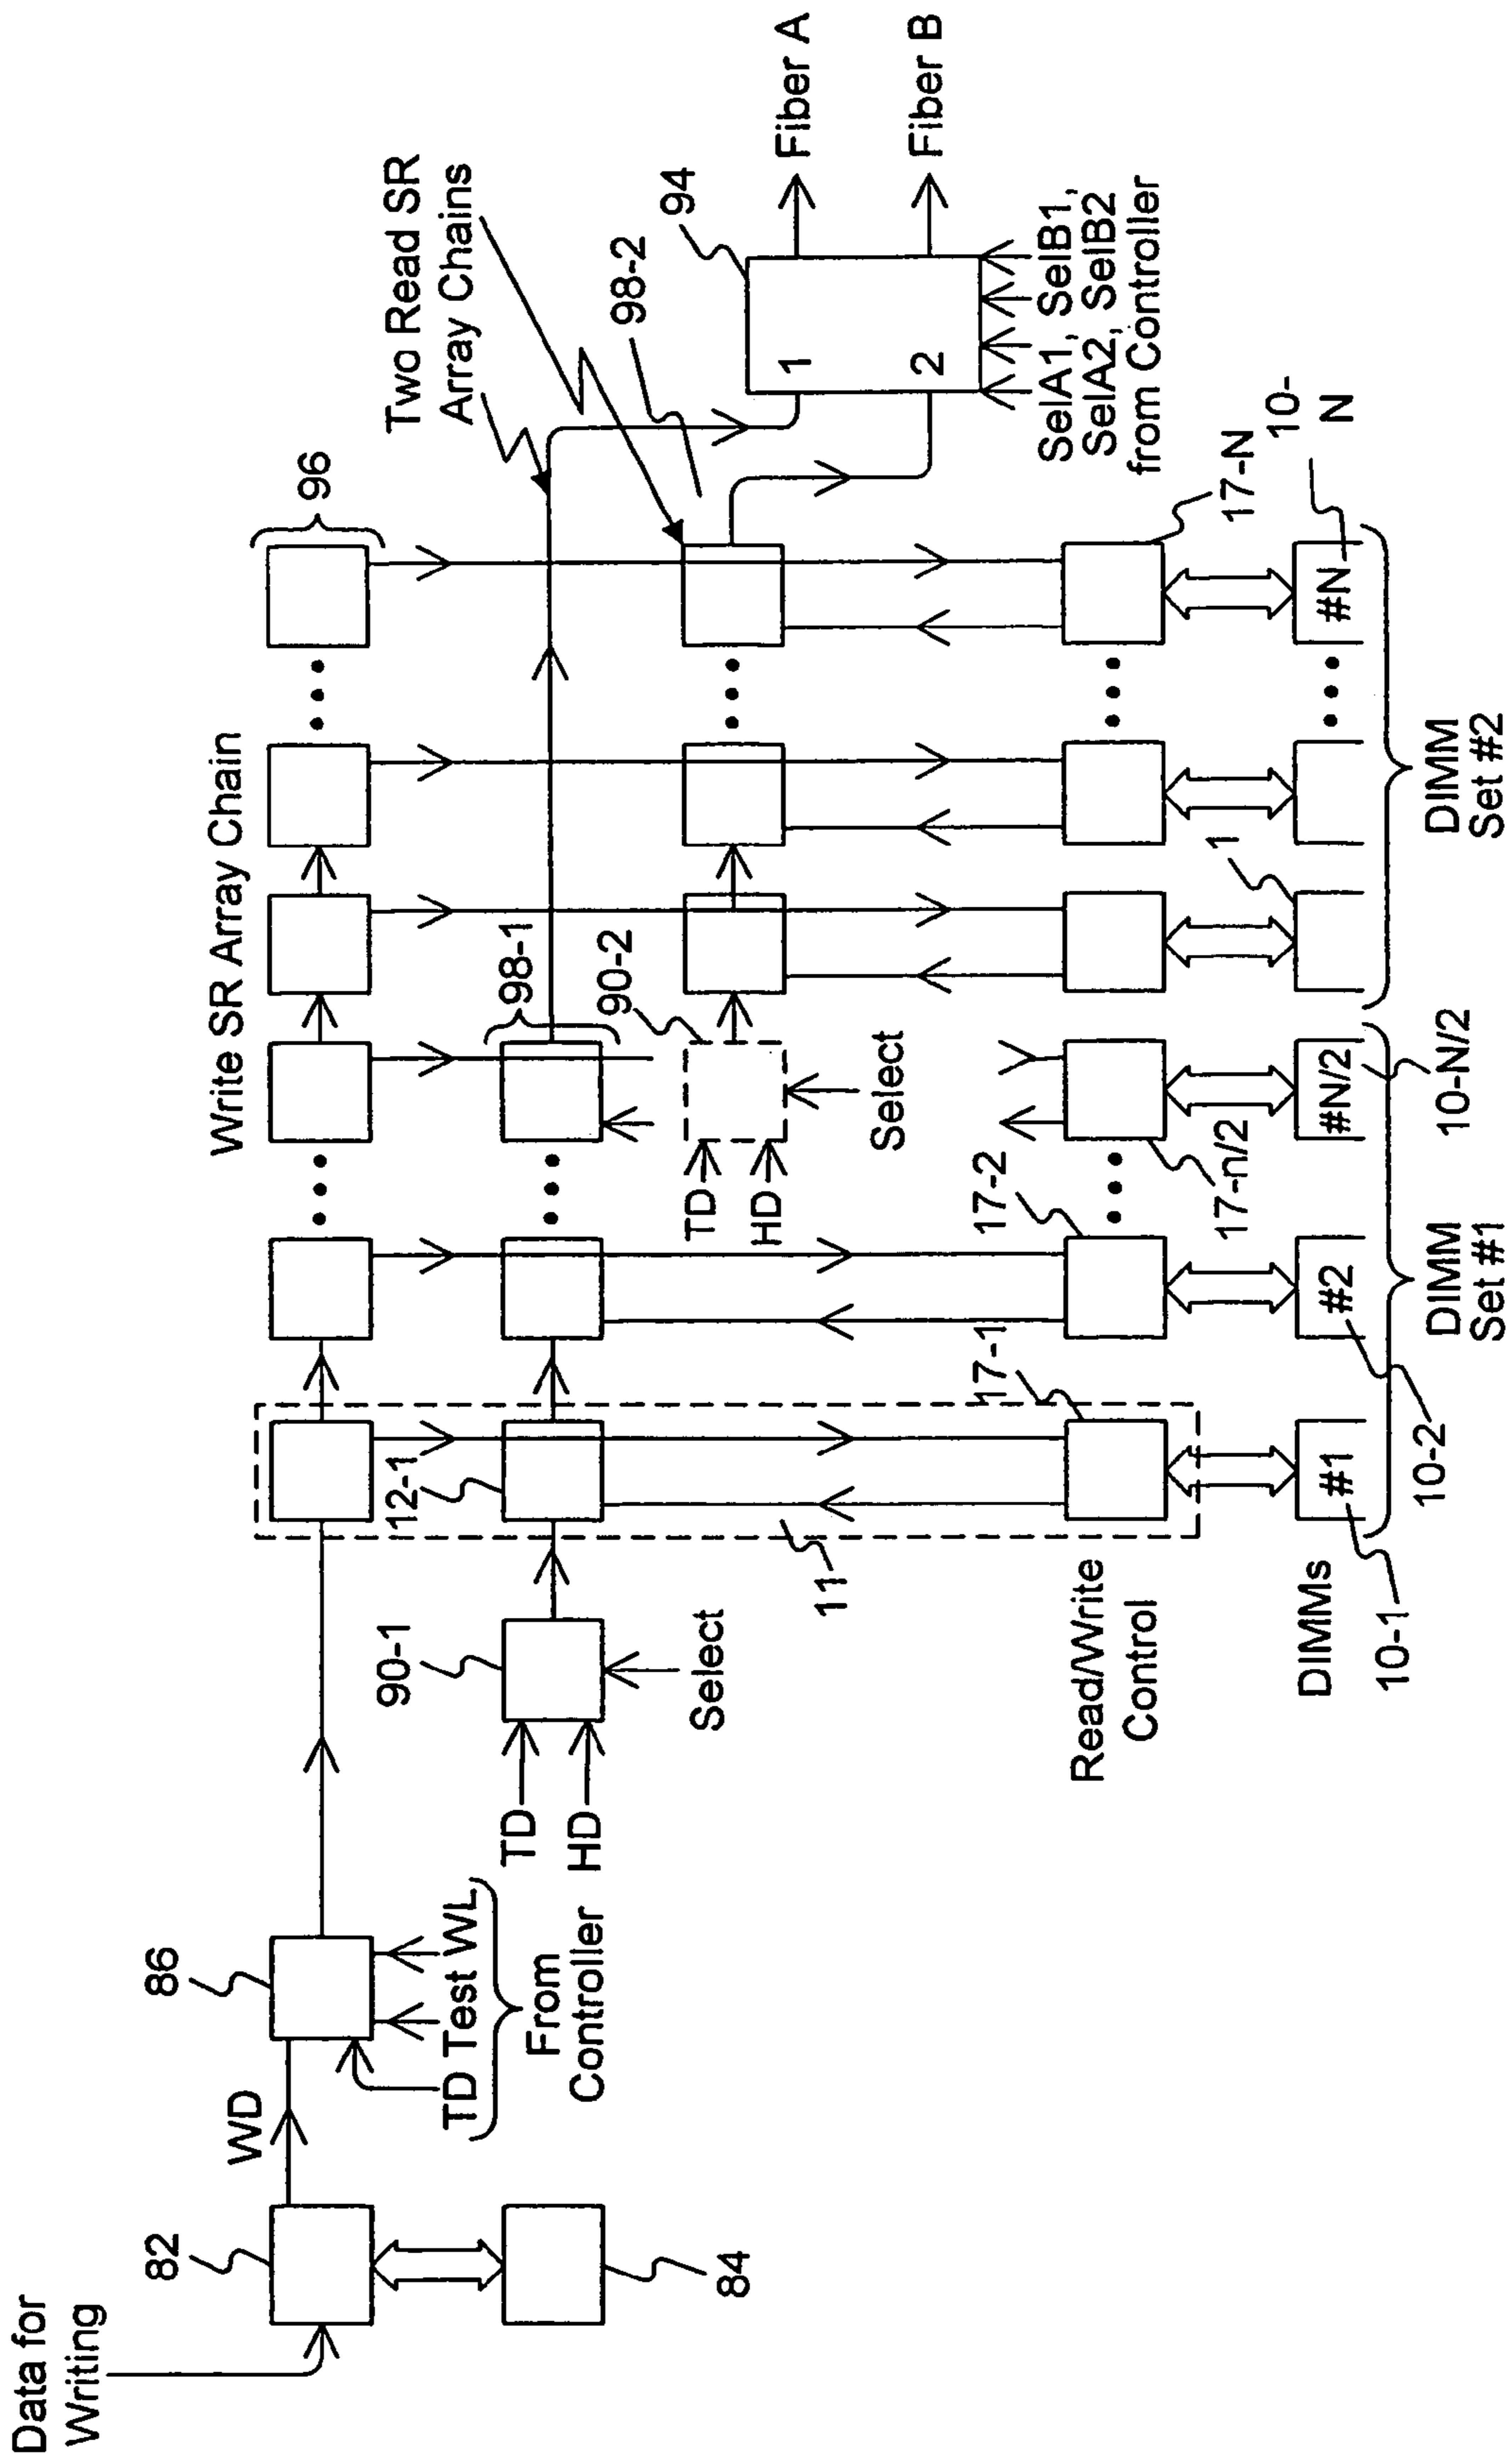 Data for
Writing
82
84
WD
86
TD Test WL
From
Controller
TD
HD
90-1
Select
11
12-1
Write SR Array Chain
96
98-1
90-2
TD
HD
Select
Two Read SR
Array Chains
98-2
94
1
2
Fiber A
Fiber B
SelA1, SelB1,
SelA2, SelB2
from Controller
Read/Write
Control
17-1
17-2
17-n/2
17-N
DIMMs
#1
#2
#N/2
#N
10-1
10-2
10-N/2
1
10-
N
DIMM
Set #1
DIMM
Set #2